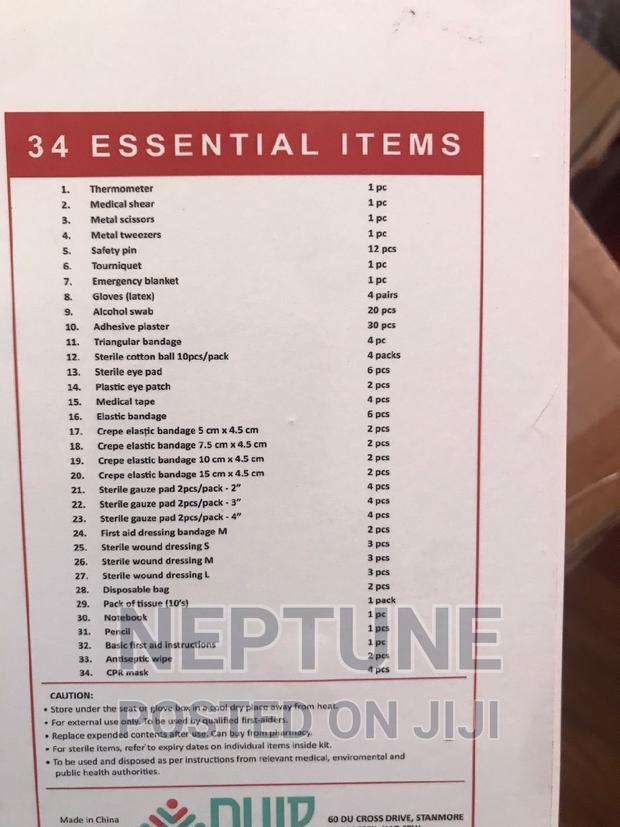 34 ESSENTIAL ITEMS
1. Thermometer 1 pc
2. Medical shear 1 pc
3. Metal scissors 1 pc
4. Metal tweezers 1 pc
5. Safety pin 12 pcs
6. Tourniquet 1 pc
7. Emergency blanket 1 pc
8. Gloves (latex) 4 pairs
9. Alcohol swab 20 pcs
10. Adhesive plaster 30 pcs
11. Triangular bandage 4 pc
12. Sterile cotton ball 10pcs/pack 4 packs
13. Sterile eye pad 6 pcs
14. Plastic eye patch 2 pcs
15. Medical tape 4 pcs
16. Elastic bandage 6 pcs
17. Crepe elastic bandage 5 cm x 4.5 cm 2 pcs
18. Crepe elastic bandage 7.5 cm x 4.5 cm 2 pcs
19. Crepe elastic bandage 10 cm x 4.5 cm 2 pcs
20. Crepe elastic bandage 15 cm x 4.5 cm 2 pcs
21. Sterile gauze pad 2pcs/pack - 2" 4 pcs
22. Sterile gauze pad 2pcs/pack - 3" 4 pcs
23. Sterile gauze pad 2pcs/pack - 4" 4 pcs
24. First aid dressing bandage M 2 pcs
25. Sterile wound dressing S 3 pcs
26. Sterile wound dressing M 3 pcs
27. Sterile wound dressing L 3 pcs
28. Disposable bag 2 pcs
29. Pack of tissue (10's) 1 pack
30. Notebook 1 pc
31. Pencil 1 pcs
32. Basic first aid instructions 1 pc
33. Antiseptic wipe 2 pcs
34. CPR mask 4 pcs
NEPTUNE
POSTED ON JIJI
CAUTION:
• Store under the seat or glove box in a cool dry place away from heat.
• For external use only. To be used by qualified first-aiders.
• Replace expended contents after use. Can buy from pharmacy.
• For sterile items, refer to expiry dates on individual items inside kit.
• To be used and disposed as per instructions from relevant medical, enviromental and
public health authorities.
Made in China
60 DU CROSS DRIVE, STANMORE